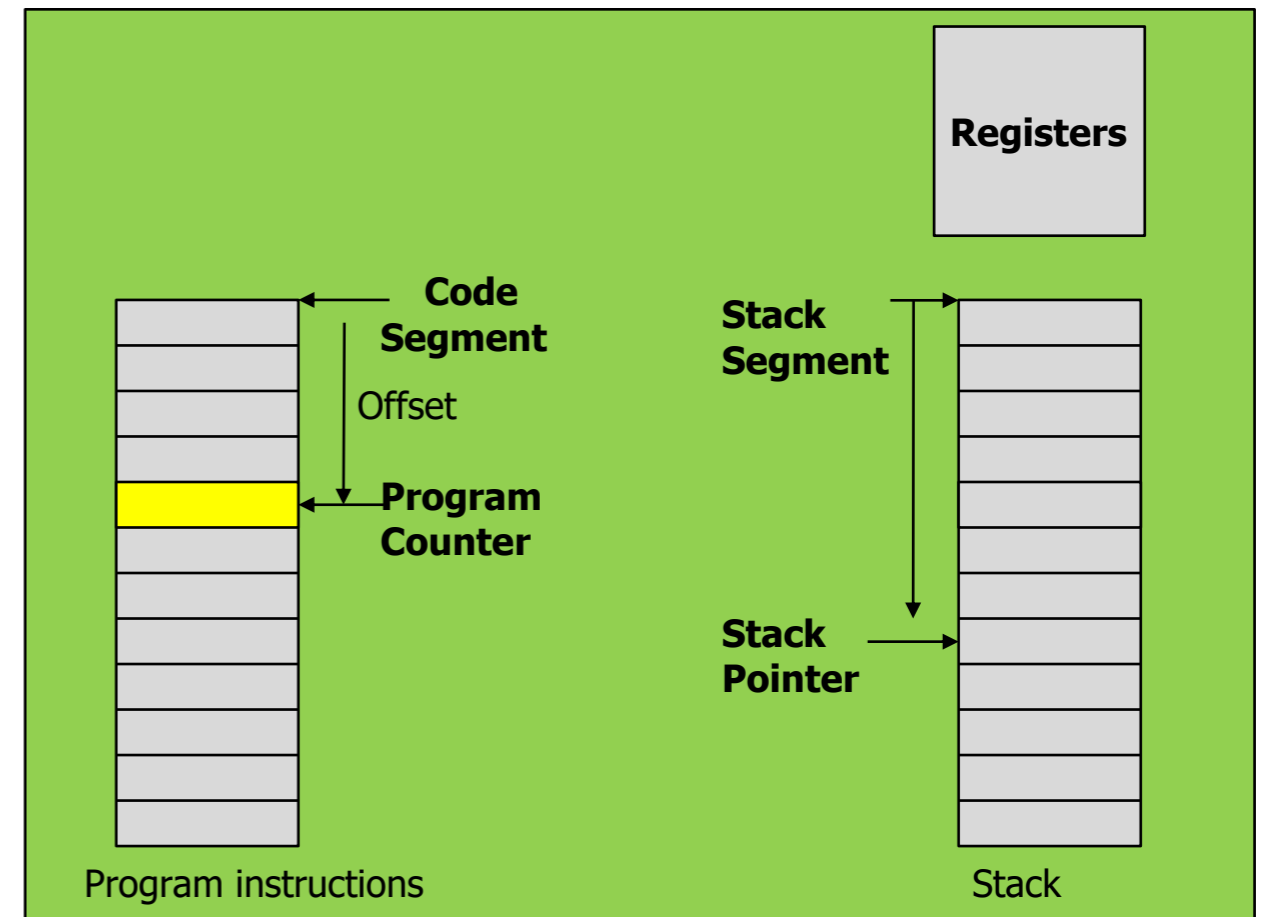 Registers
Code
Segment
Stack
Segment
Offset
Program
Counter
Stack
Pointer
Program instructions
Stack